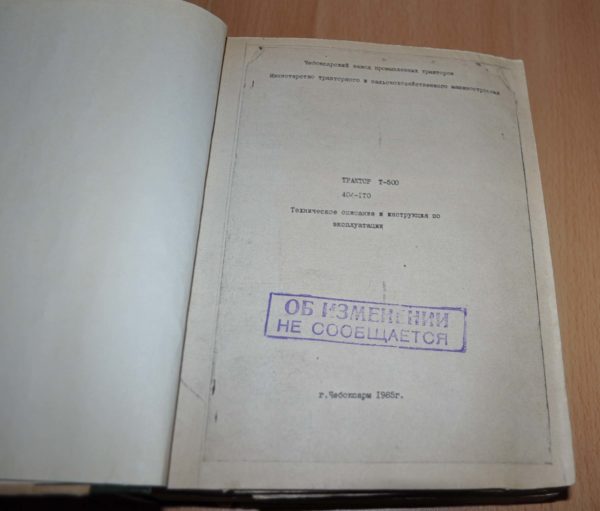 Чебоксарский завод промышленных тракторов
Министерство тракторного и сельскохозяйственного машиностроения
ТРАКТОР Т-500
Техническое описание и инструкция по
эксплуатации
ОБ ИЗМЕНЕНИИ
НЕ СООБЩАЕТСЯ
г.Чебоксары 1985г.